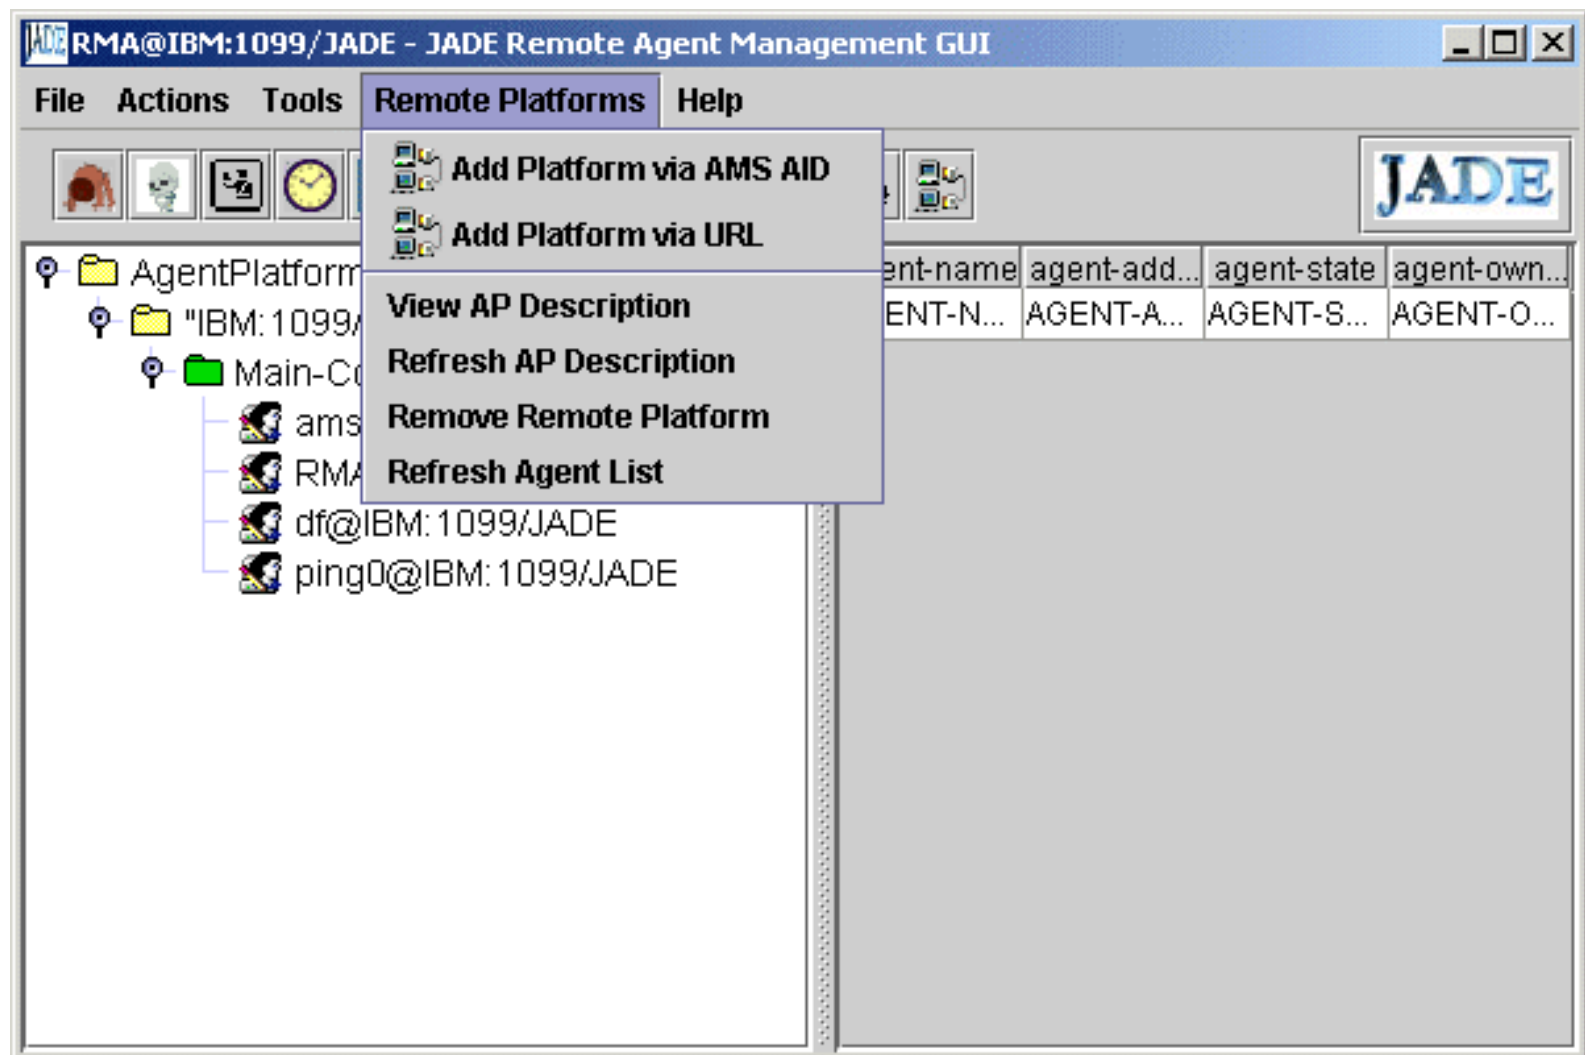 JADE RMA@IBM:1099/JADE - JADE Remote Agent Management GUI
File Actions Tools Remote Platforms Help
Add Platform via AMS AID
Add Platform via URL
View AP Description
Refresh AP Description
Remove Remote Platform
Refresh Agent List
JADE
AgentPlatform
"IBM:1099/
Main-Co
ams
RMA
df@IBM:1099/JADE
ping0@IBM:1099/JADE
ent-name agent-add... agent-state agent-own...
ENT-N... AGENT-A... AGENT-S... AGENT-O...